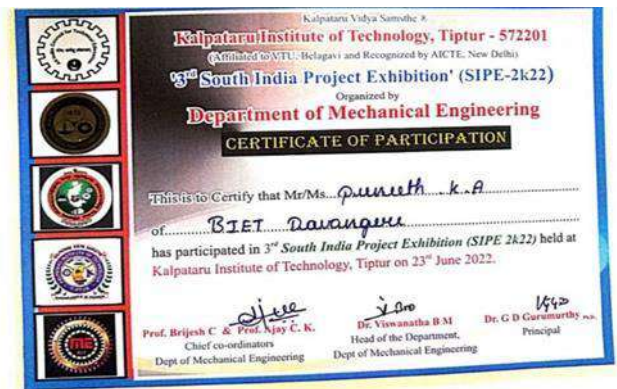 Kalpataru Vidya Samsthe ®
Kalpataru Institute of Technology, Tiptur - 572201
(Affiliated to VTU, Belagavi and Recognized by AICTE, New Delhi)
'3rd South India Project Exhibition' (SIPE-2k22)
Organized by
Department of Mechanical Engineering
CERTIFICATE OF PARTICIPATION
This is to Certify that Mr/Ms...Puneeth . K . A
of BIET Davangere
has participated in 3rd South India Project Exhibition (SIPE 2k22) held at
Kalpataru Institute of Technology, Tiptur on 23rd June 2022.
Prof. Brijesh C & Prof. Ajay C. K.
Chief co-ordinators
Dept of Mechanical Engineering
Dr. Viswanatha B M
Head of the Department,
Dept of Mechanical Engineering
Dr. G D Gurumurthy
Principal